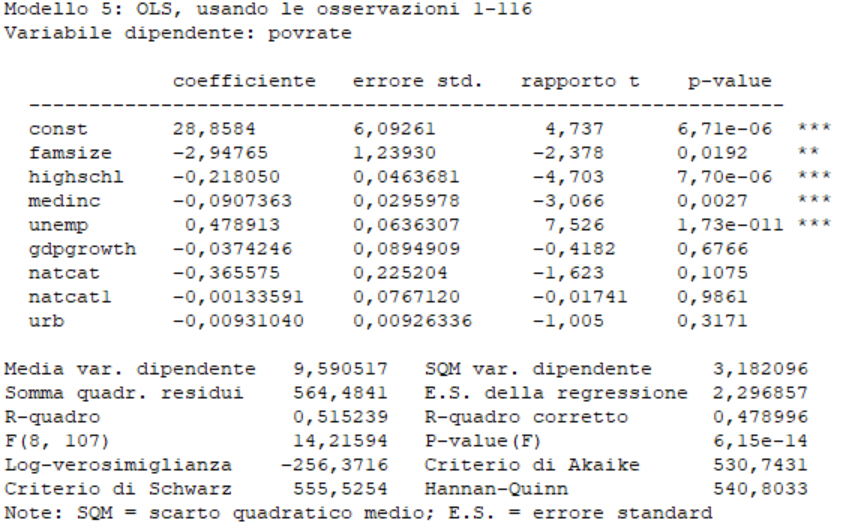 Modello 5: OLS, usando le osservazioni 1-116
Variabile dipendente: povrate
coefficiente errore std. rapporto t p-value
---------------------------------------------------------------
const 28,8584 6,09261 4,737 6,71e-06 ***
famsize -2,94765 1,23930 -2,378 0,0192 **
highschl -0,218050 0,0463681 -4,703 7,70e-06 ***
medinc -0,0907363 0,0295978 -3,066 0,0027 ***
unemp 0,478913 0,0636307 7,526 1,73e-011 ***
gdpgrowth -0,0374246 0,0894909 -0,4182 0,6766
natcat -0,365575 0,225204 -1,623 0,1075
natcat1 -0,00133591 0,0767120 -0,01741 0,9861
urb -0,00931040 0,00926336 -1,005 0,3171
Media var. dipendente 9,590517 SQM var. dipendente 3,182096
Somma quadr. residui 564,4841 E.S. della regressione 2,296857
R-quadro 0,515239 R-quadro corretto 0,478996
F(8, 107) 14,21594 P-value(F) 6,15e-14
Log-verosimiglianza -256,3716 Criterio di Akaike 530,7431
Criterio di Schwarz 555,5254 Hannan-Quinn 540,8033
Note: SQM = scarto quadratico medio; E.S. = errore standard